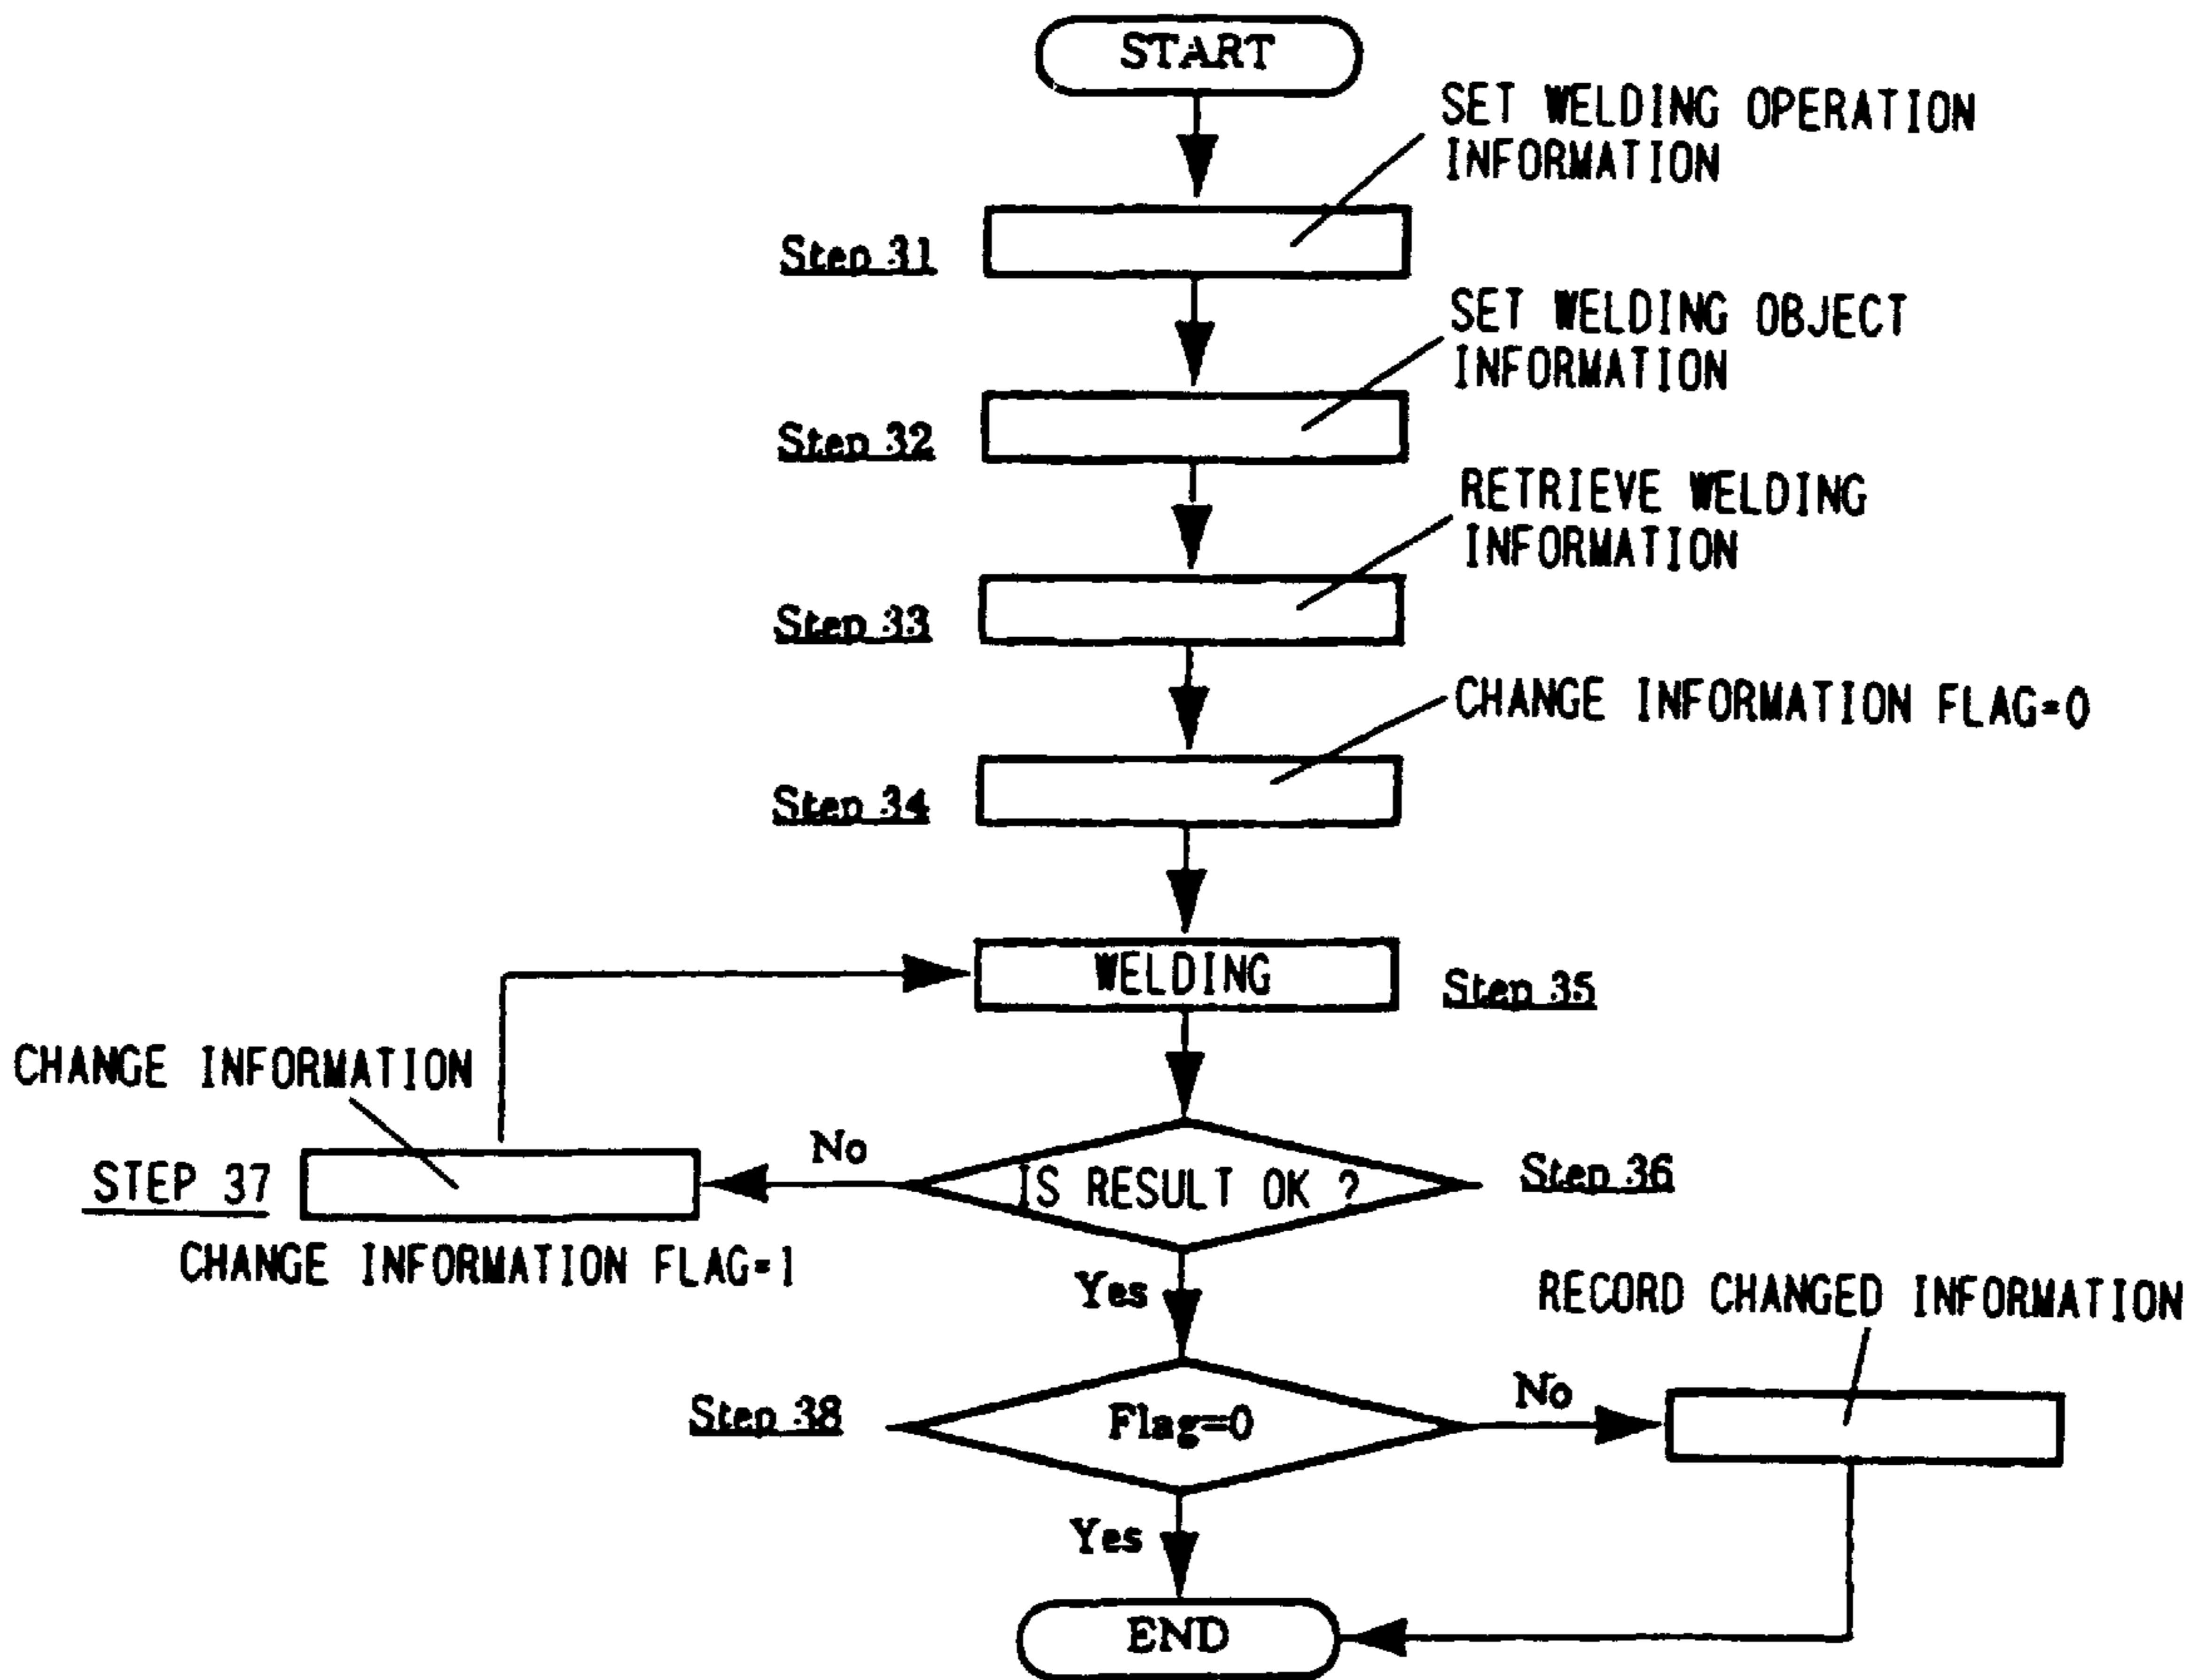 START
SET WELDING OPERATION
INFORMATION
Step 31
SET WELDING OBJECT
INFORMATION
Step 32
RETRIEVE WELDING
INFORMATION
Step 33
CHANGE INFORMATION FLAG=0
Step 34
WELDING
Step 35
CHANGE INFORMATION
No
STEP 37
IS RESULT OK ?
Step 36
CHANGE INFORMATION FLAG=1
Yes
RECORD CHANGED INFORMATION
Step 38
Flag=0
No
Yes
END